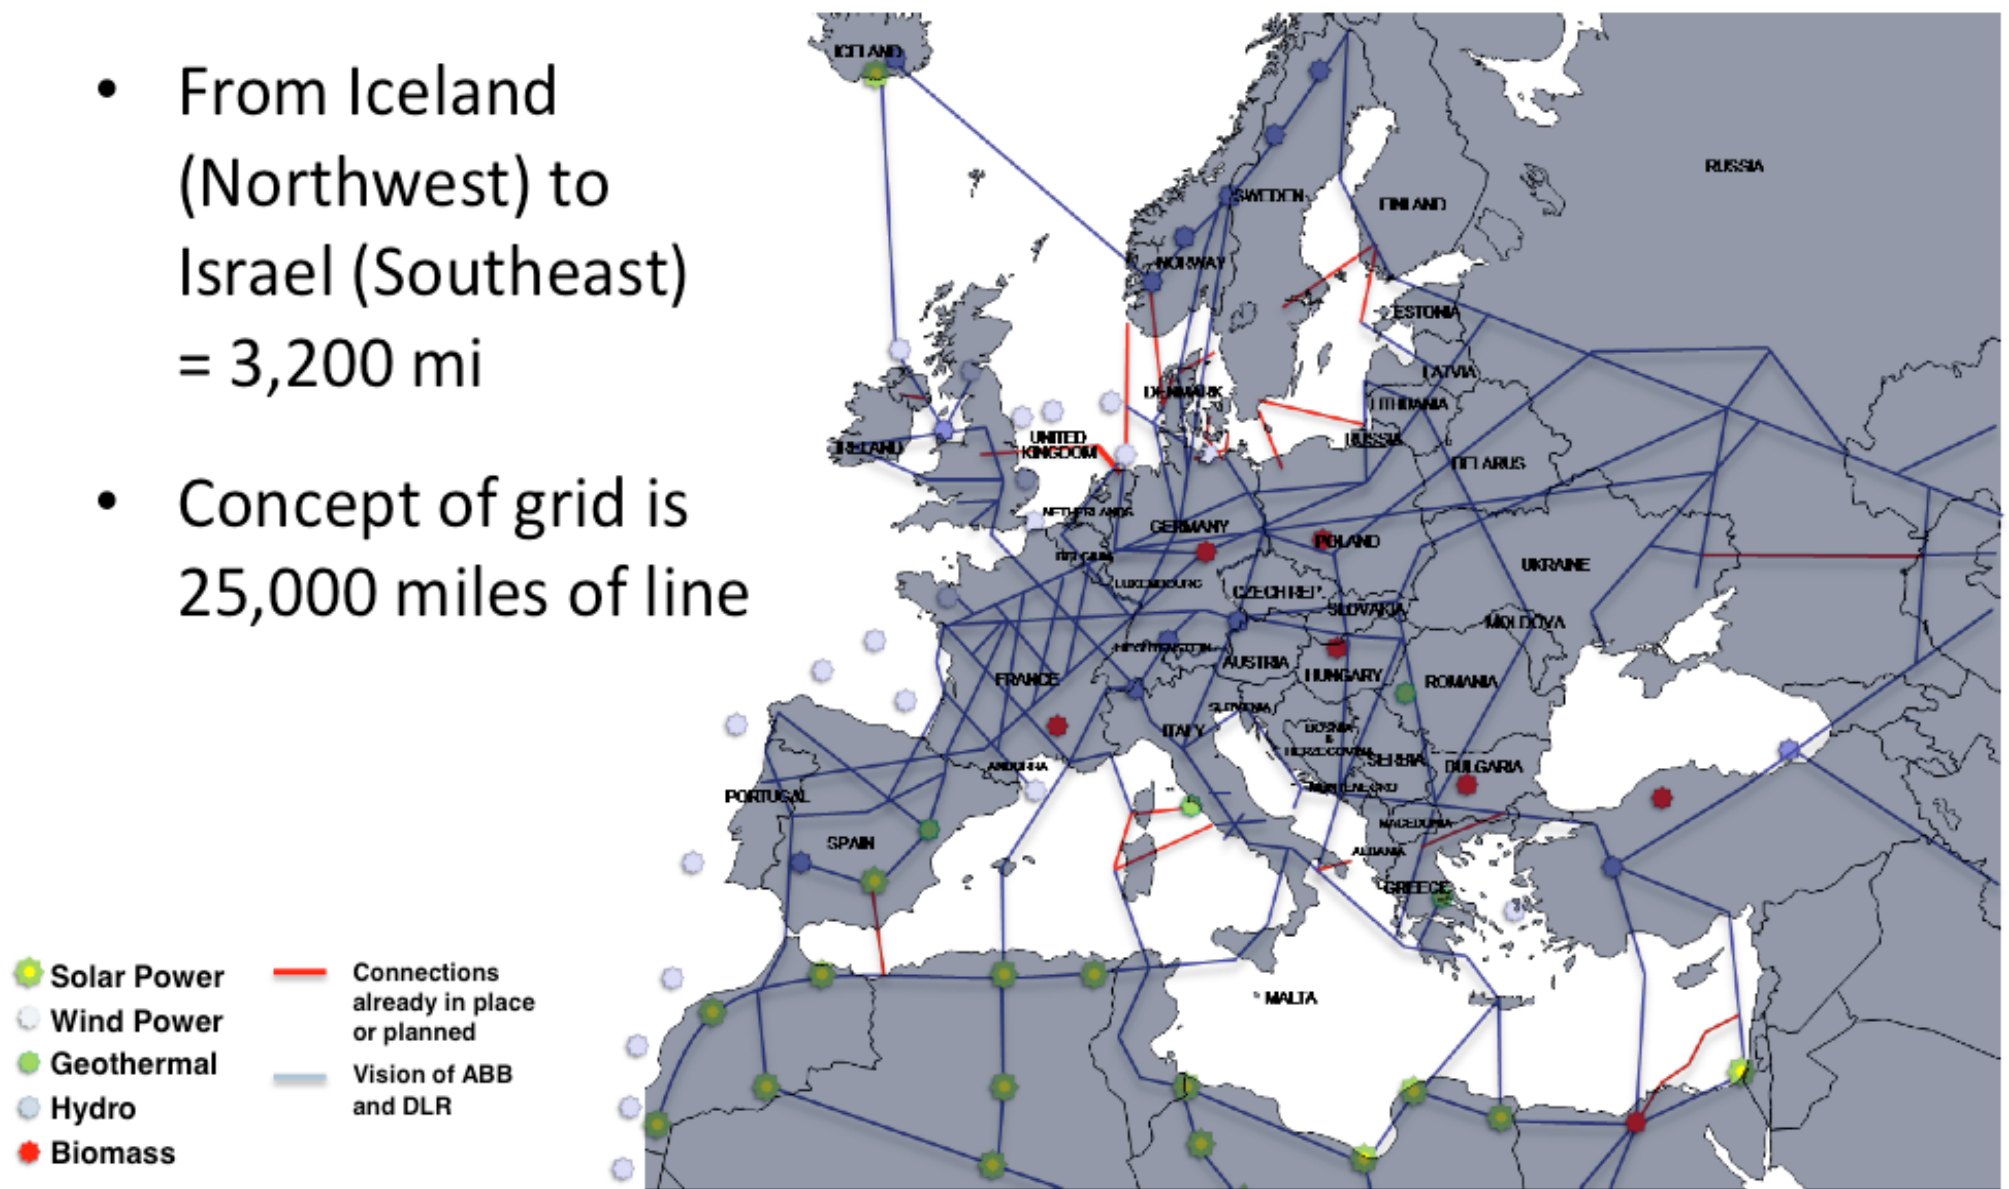 • From Iceland
(Northwest) to
Israel (Southeast)
= 3,200 mi
• Concept of grid is
25,000 miles of line
Solar Power
Wind Power
Geothermal
Hydro
Biomass
Connections
already in place
or planned
Vision of ABB
and DLR
ICELAND
RUSSIA
SWEDEN
FINLAND
NORWAY
ESTONIA
LATVIA
DENMARK
LITHUANIA
UNITED
KINGDOM
RUSSIA
IRELAND
BELARUS
NETHERLANDS
GERMANY
POLAND
BELGIUM
UKRAINE
LUXEMBOURG
CZECH REP.
SLOVAKIA
MOLDOVA
LIECHTENSTEIN
AUSTRIA
FRANCE
HUNGARY
ROMANIA
SLOVENIA
ITALY
BOSNIA
&
HERZEGOVINA
SERBIA
BULGARIA
ANDORRA
MONTENEGRO
PORTUGAL
MACEDONIA
SPAIN
ALBANIA
GREECE
MALTA